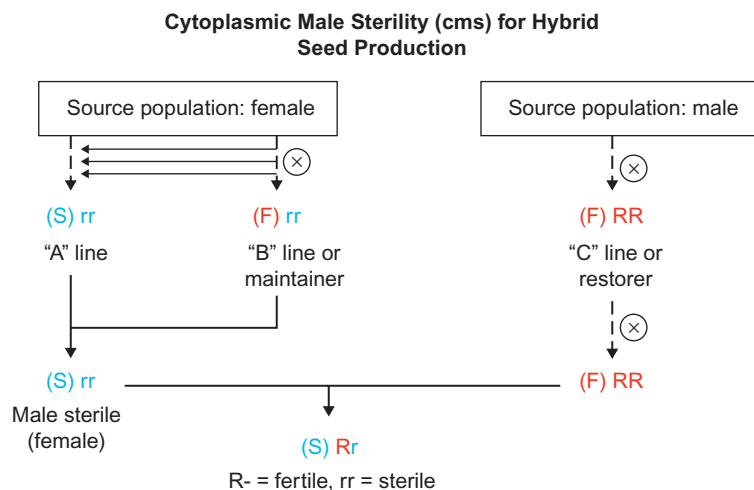 Cytoplasmic Male Sterility (cms) for Hybrid
Seed Production
Source population: female
Source population: male
(S) rr
(F) rr
(F) RR
“A” line
“B” line or
maintainer
“C” line or
restorer
(S) rr
(F) RR
Male sterile
(female)
(S) Rr
R- = fertile, rr = sterile